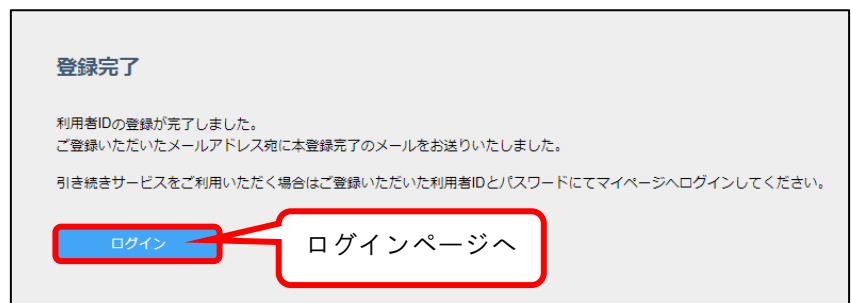 登録完了
利用者IDの登録が完了しました。
ご登録いただいたメールアドレス宛に本登録完了のメールをお送りいたしました。
引き続きサービスをご利用いただく場合はご登録いただいた利用者IDとパスワードにてマイページへログインしてください。
ログイン
ログインページへ